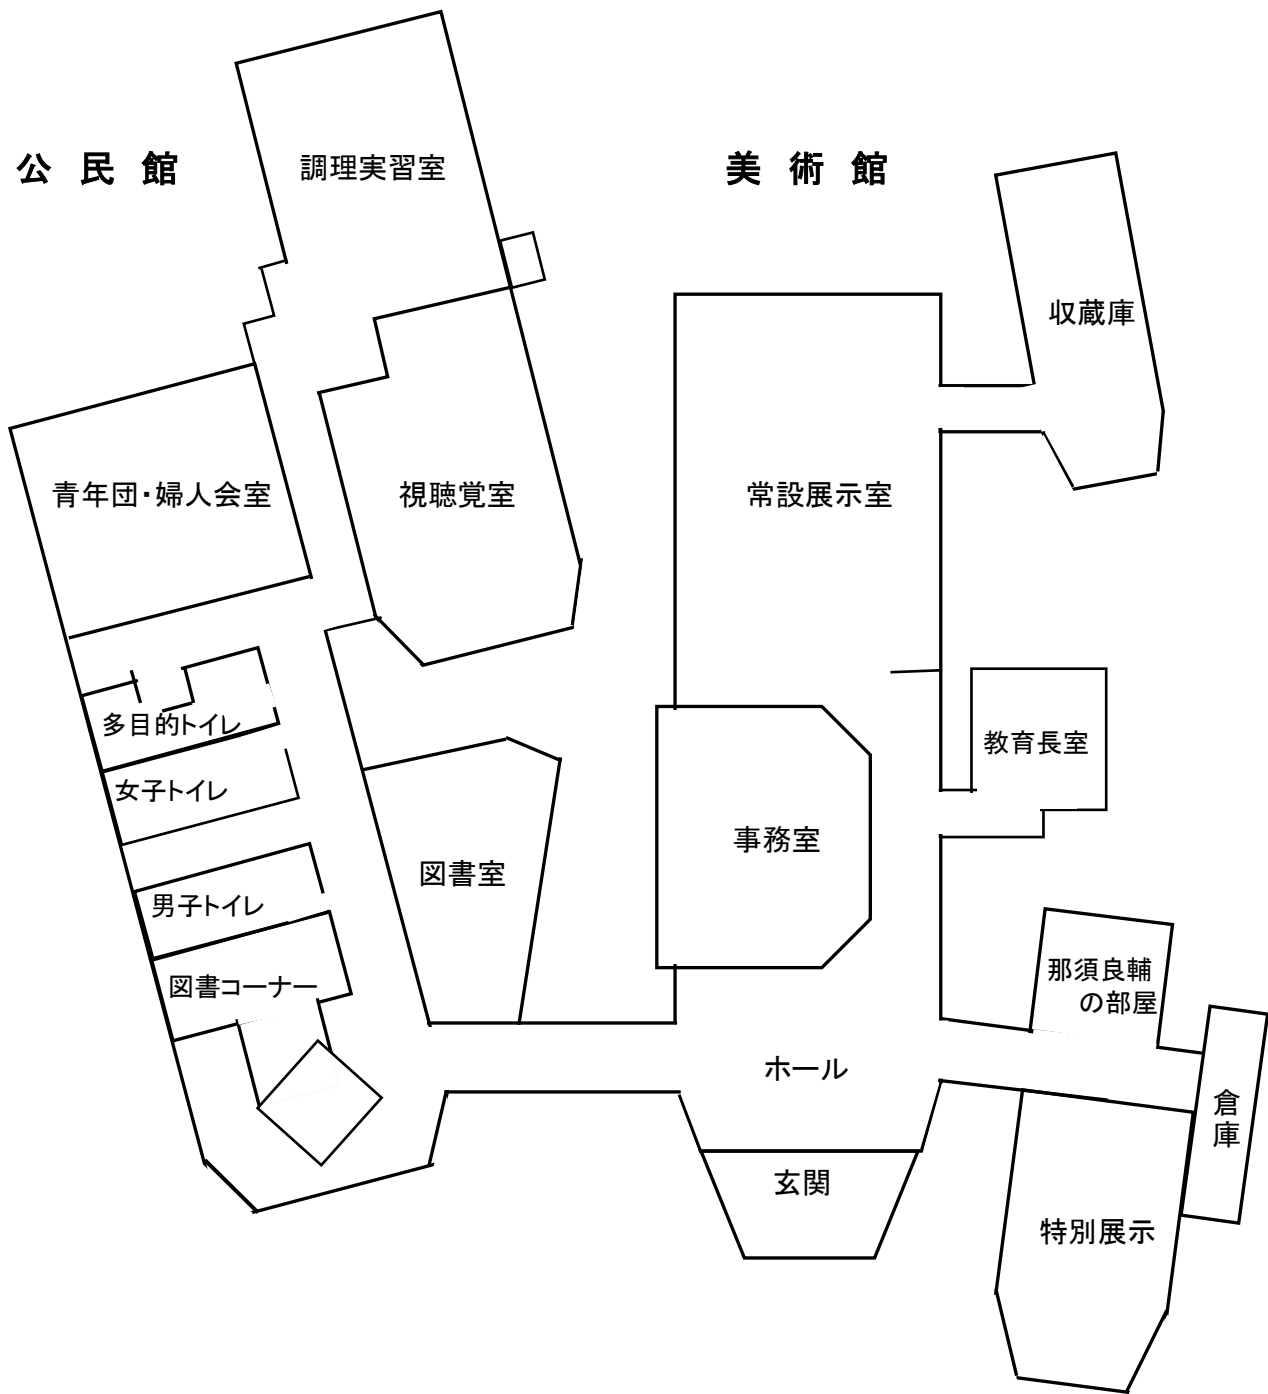 公民館
美術館
調理実習室
収蔵庫
青年団・婦人会室
視聴覚室
常設展示室
多目的トイレ
教育長室
女子トイレ
事務室
図書室
男子トイレ
図書コーナー
那須良輔
の部屋
ホール
倉庫
玄関
特別展示